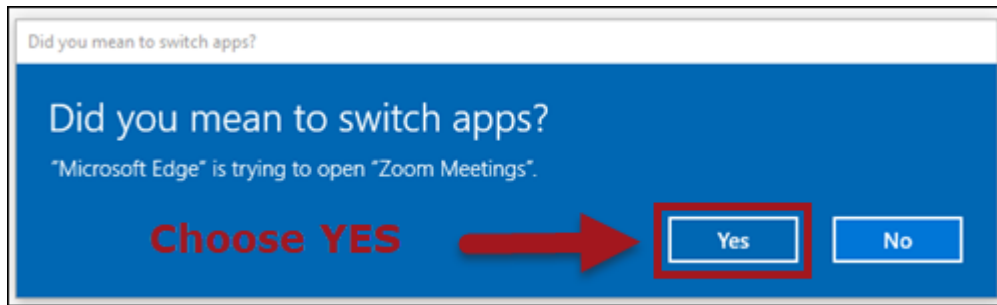 Did you mean to switch apps?
Did you mean to switch apps?
"Microsoft Edge" is trying to open "Zoom Meetings".
Choose YES
Yes
No